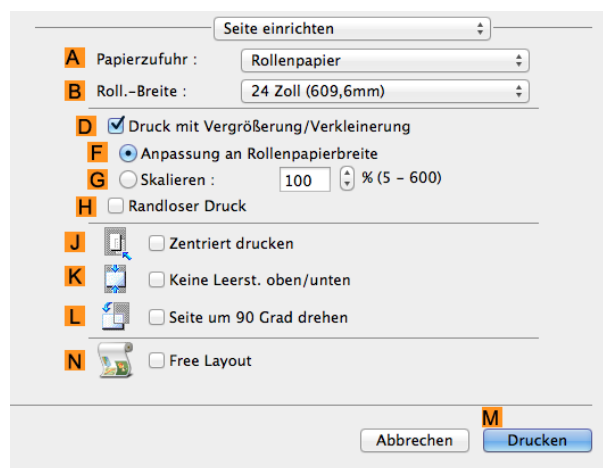 Seite einrichten
A Papierzufuhr : Rollenpapier
B Roll.-Breite : 24 Zoll (609,6mm)
D Druck mit Vergrößerung/Verkleinerung
F Anpassung an Rollenpapierbreite
G Skalieren : 100 % (5 - 600)
H Randloser Druck
J Zentriert drucken
K Keine Leerst. oben/unten
L Seite um 90 Grad drehen
N Free Layout
M
Abbrechen Drucken